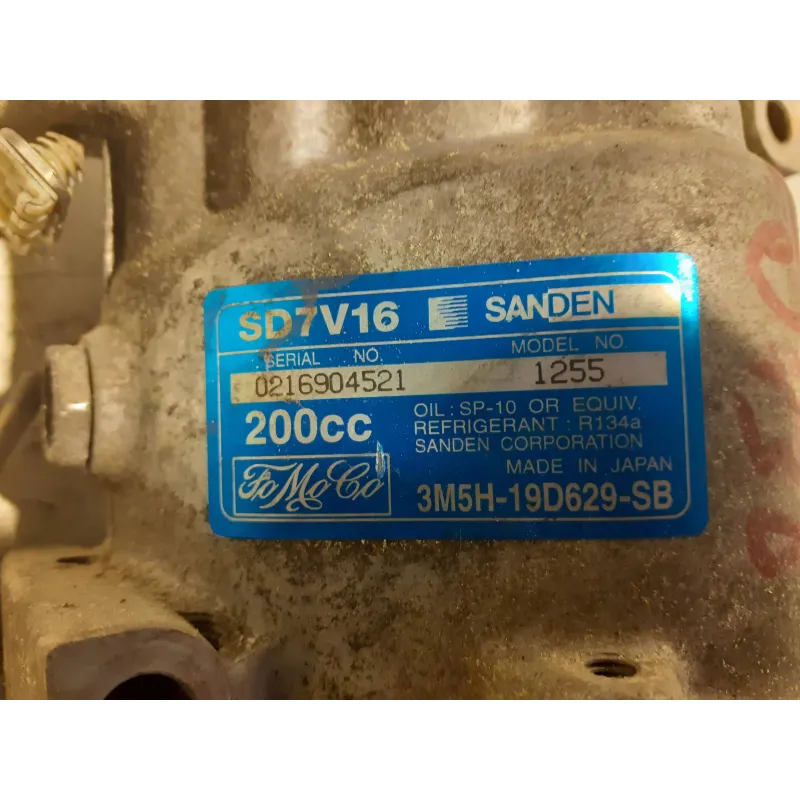 SD7V16 SANDEN
SERIAL NO. MODEL NO.
0216904521 1255
200cc OIL : SP-10 OR EQUIV.
REFRIGERANT : R134a
SANDEN CORPORATION
MADE IN JAPAN
FoMoCo 3M5H-19D629-SB